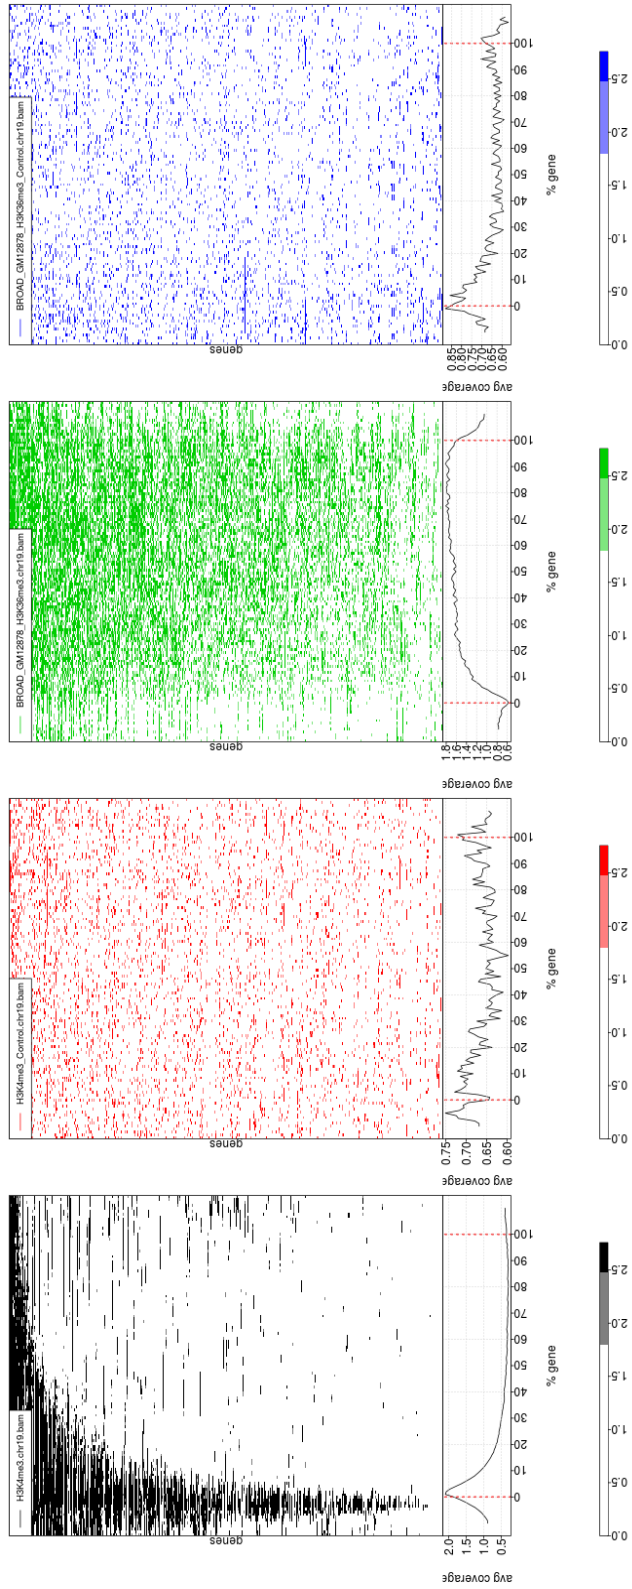 H3K4me3.chr19.bam
genes
2.0
1.5
1.0
0.5
avg coverage
0 10 20 30 40 50 60 70 80 90 100
% gene
0.0 0.5 1.0 1.5 2.0 2.5
H3K4me3_Control.chr19.bam
genes
0.75
0.70
0.65
0.60
avg coverage
0 10 20 30 40 50 60 70 80 90 100
% gene
0.0 0.5 1.0 1.5 2.0 2.5
BROAD_GM12878_H3K36me3.chr19.bam
genes
1.8
1.6
1.4
1.2
1.0
0.8
0.6
avg coverage
0 10 20 30 40 50 60 70 80 90 100
% gene
0.0 0.5 1.0 1.5 2.0 2.5
BROAD_GM12878_H3K36me3_Control.chr19.bam
genes
0.85
0.80
0.75
0.70
0.65
0.60
avg coverage
0 10 20 30 40 50 60 70 80 90 100
% gene
0.0 0.5 1.0 1.5 2.0 2.5